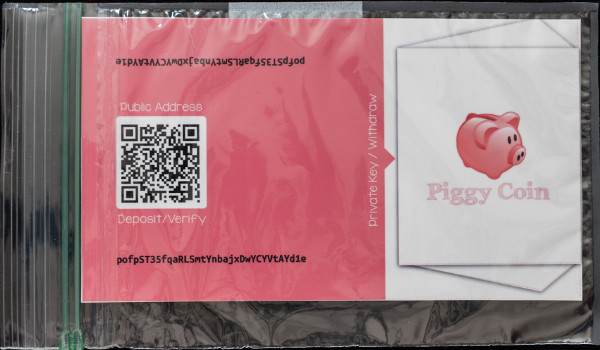 pofpST35fqaRLSmtYnbajxDwYCYVtAYd1e
Public Address
Deposit/Verify
pofpST35fqaRLSmtYnbajxDwYCYVtAYd1e
Private Key / Withdraw
Piggy Coin